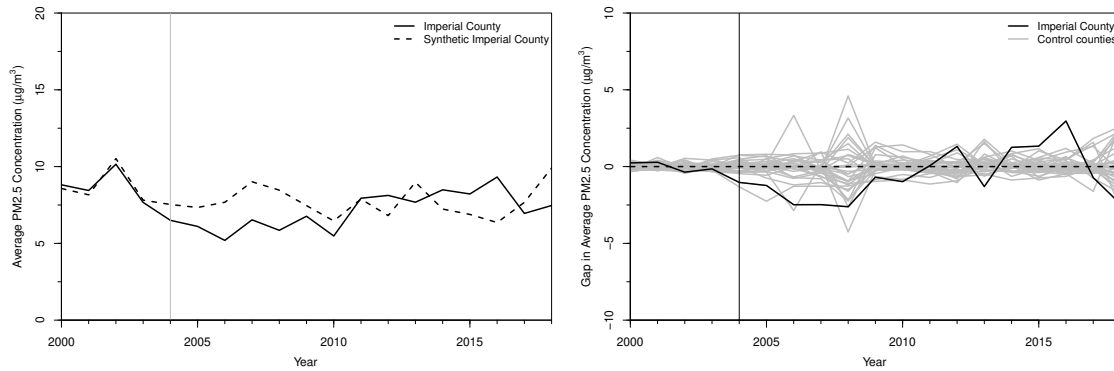 20
15
10
5
0
Average PM2.5 Concentration (µg/m³)
Imperial County
Synthetic Imperial County
2000
2005
2010
2015
Year
10
5
0
−5
−10
Gap in Average PM2.5 Concentration (µg/m³)
Imperial County
Control counties
2000
2005
2010
2015
Year